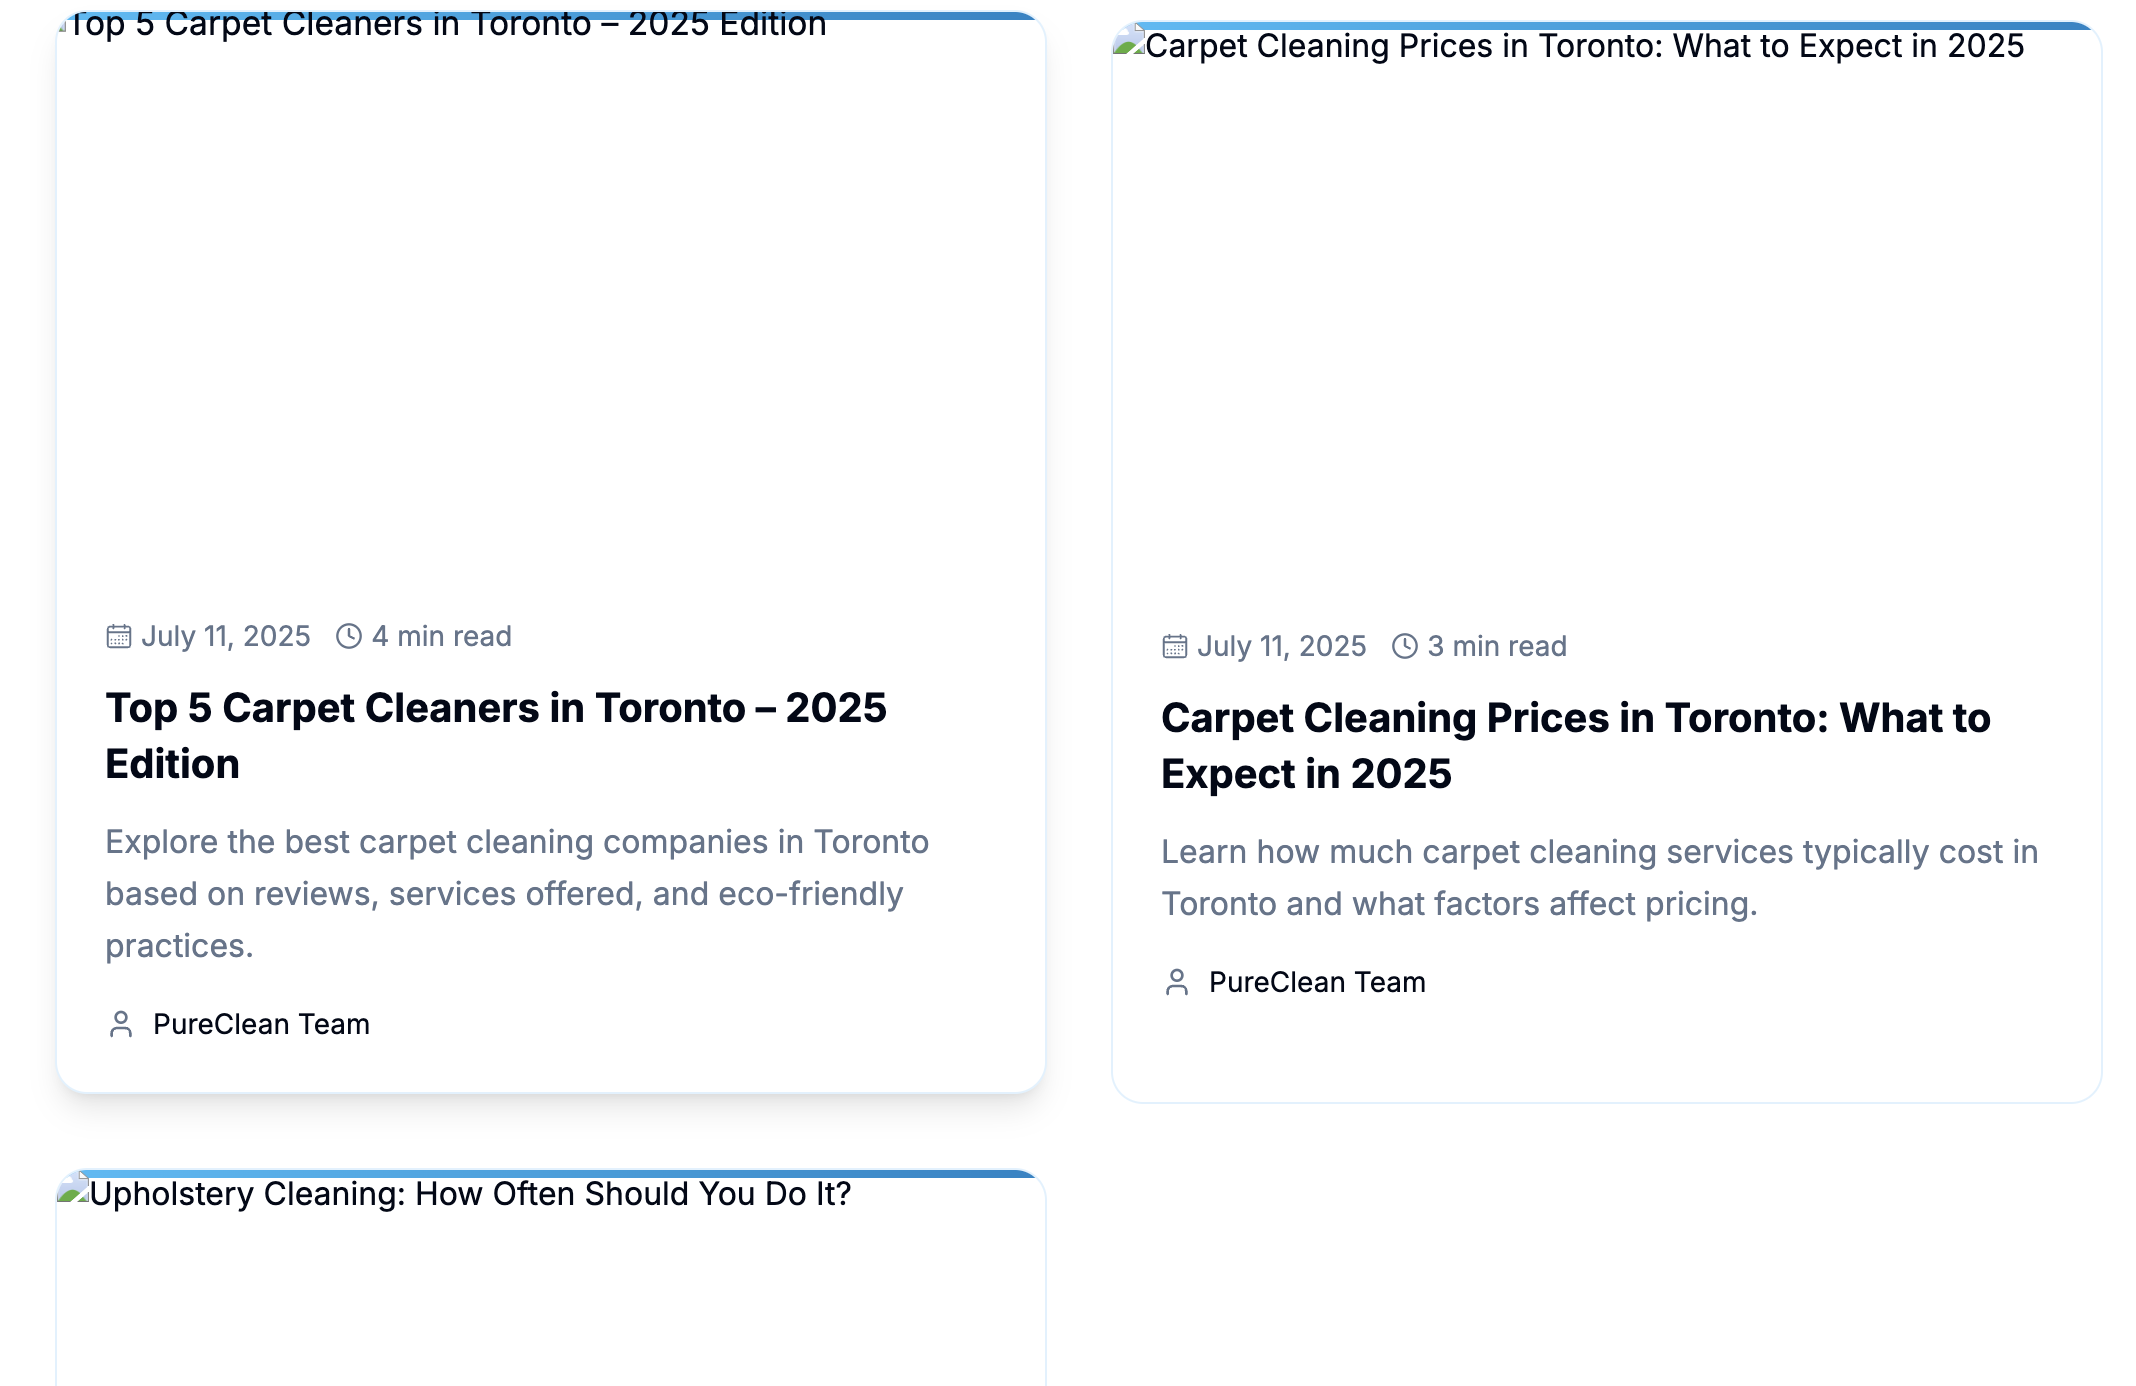 Top 5 Carpet Cleaners in Toronto – 2025 Edition
July 11, 2025 4 min read
Top 5 Carpet Cleaners in Toronto – 2025
Edition
Explore the best carpet cleaning companies in Toronto
based on reviews, services offered, and eco-friendly
practices.
PureClean Team
Carpet Cleaning Prices in Toronto: What to Expect in 2025
July 11, 2025 3 min read
Carpet Cleaning Prices in Toronto: What to
Expect in 2025
Learn how much carpet cleaning services typically cost in
Toronto and what factors affect pricing.
PureClean Team
Upholstery Cleaning: How Often Should You Do It?